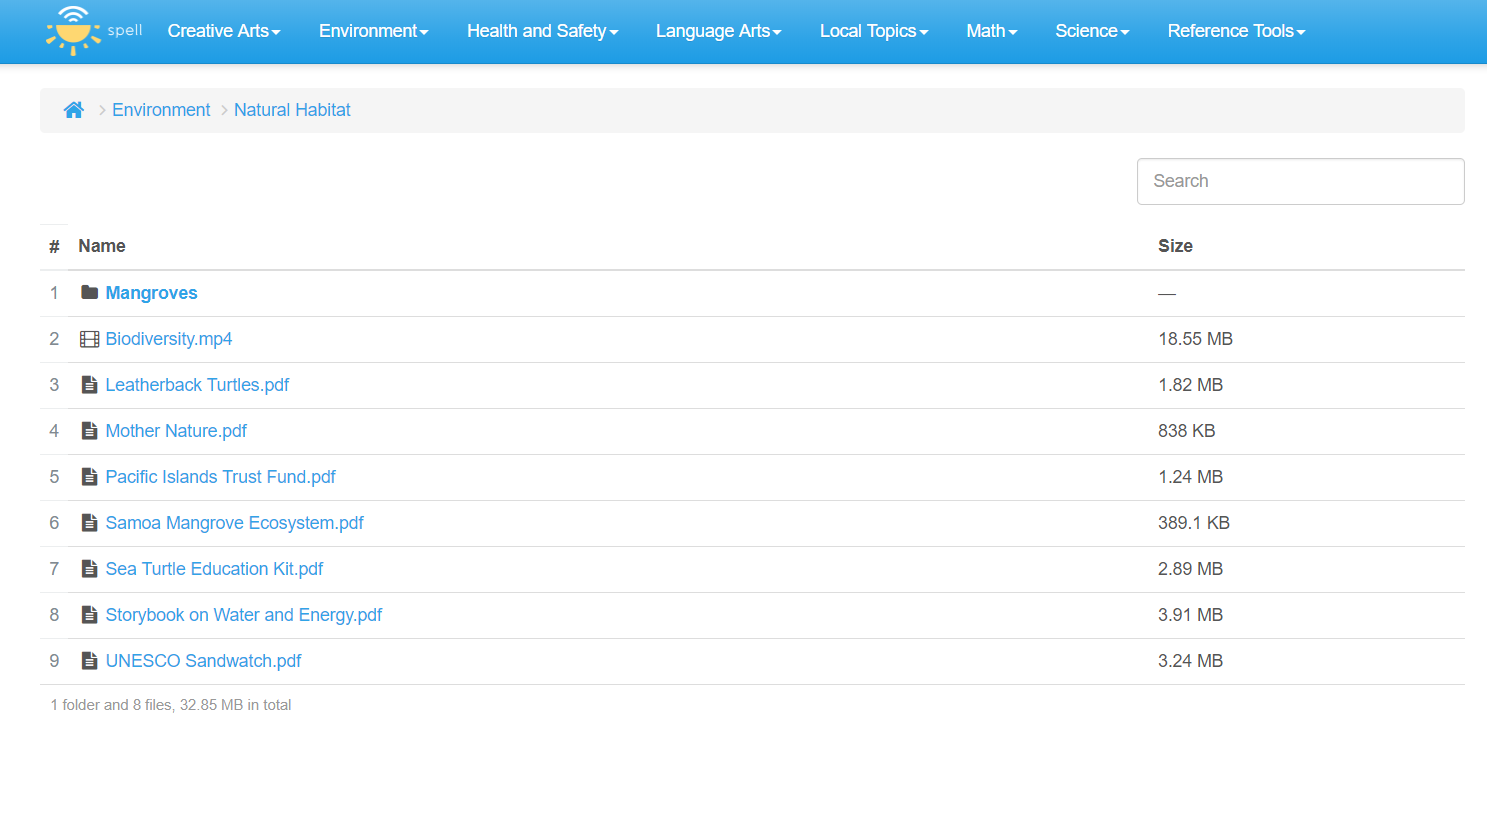 spell Creative Arts Environment Health and Safety Language Arts Local Topics Math Science Reference Tools
Environment Natural Habitat
Search
# Name Size
1 Mangroves —
2 Biodiversity.mp4 18.55 MB
3 Leatherback Turtles.pdf 1.82 MB
4 Mother Nature.pdf 838 KB
5 Pacific Islands Trust Fund.pdf 1.24 MB
6 Samoa Mangrove Ecosystem.pdf 389.1 KB
7 Sea Turtle Education Kit.pdf 2.89 MB
8 Storybook on Water and Energy.pdf 3.91 MB
9 UNESCO Sandwatch.pdf 3.24 MB
1 folder and 8 files, 32.85 MB in total